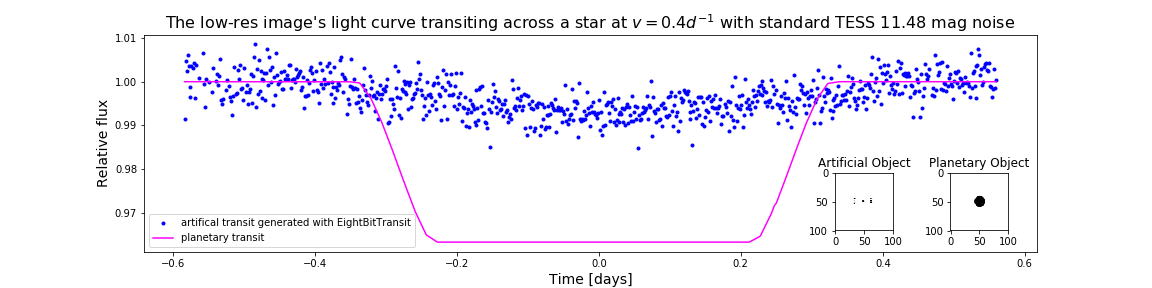 The low-res image's light curve transiting across a star at v = 0.4d⁻¹ with standard TESS 11.48 mag noise
1.01
1.00
0.99
0.98
0.97
Relative flux
artifical transit generated with EightBitTransit
planetary transit
Artificial Object
0
50
100
0 50 100
Planetary Object
0
50
100
0 50 100
−0.6 −0.4 −0.2 0.0 0.2 0.4 0.6
Time [days]